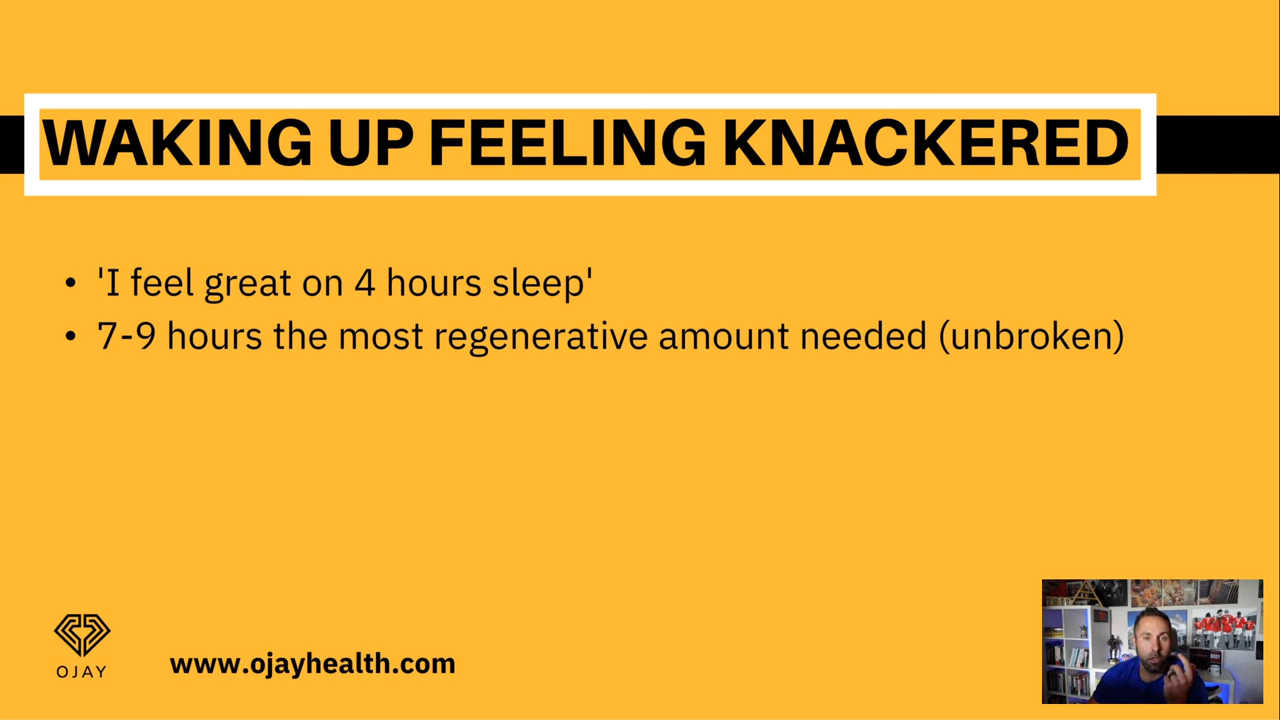 WAKING UP FEELING KNACKERED
• 'I feel great on 4 hours sleep'
• 7-9 hours the most regenerative amount needed (unbroken)
OJAY
www.ojayhealth.com